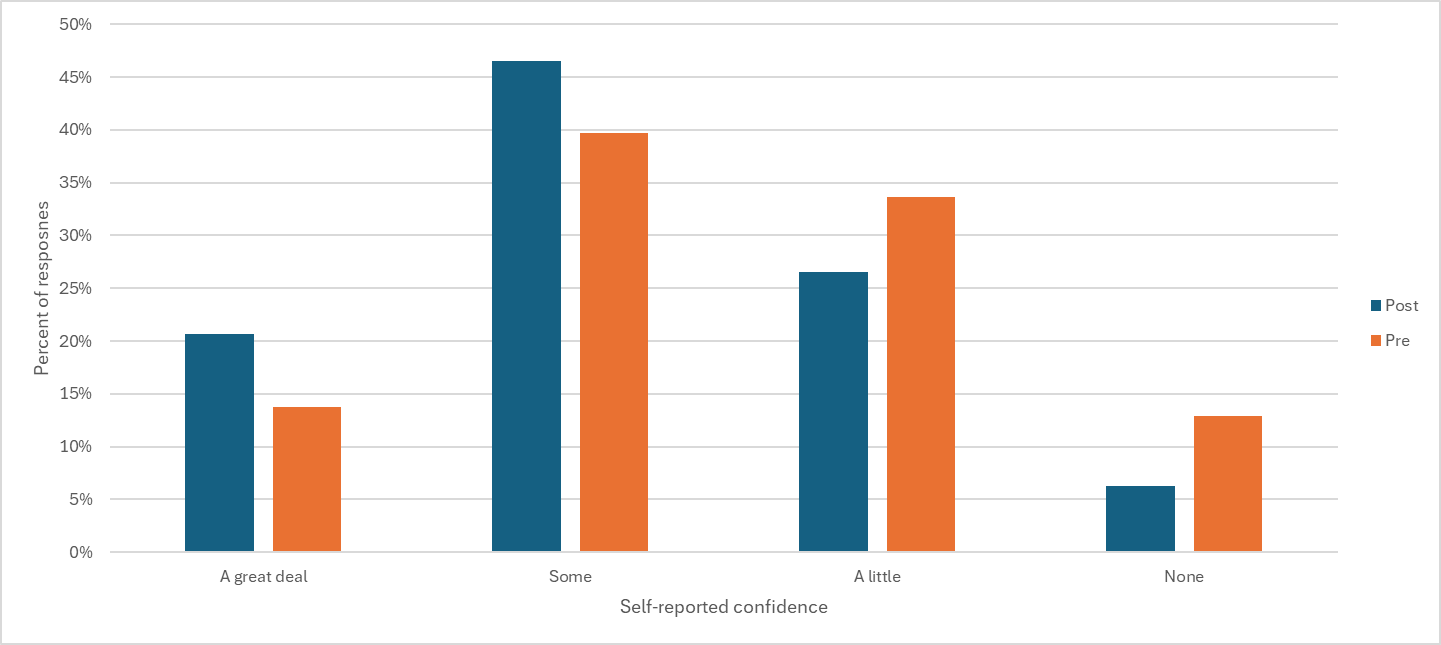 50%
45%
40%
35%
30%
25%
20%
15%
10%
5%
0%
Percent of resposnes
A great deal
Some
A little
None
Self-reported confidence
Post
Pre